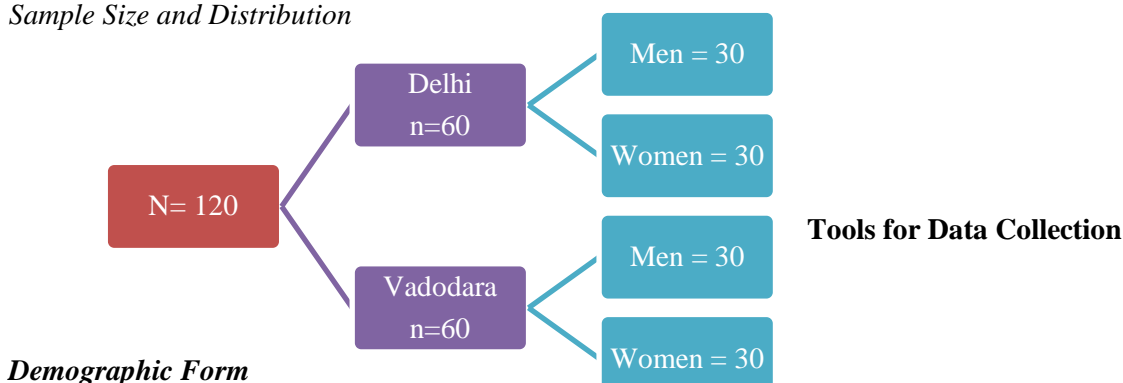 Sample Size and Distribution
N= 120
Delhi
n=60
Men = 30
Women = 30
Vadodara
n=60
Men = 30
Women = 30
Tools for Data Collection
Demographic Form